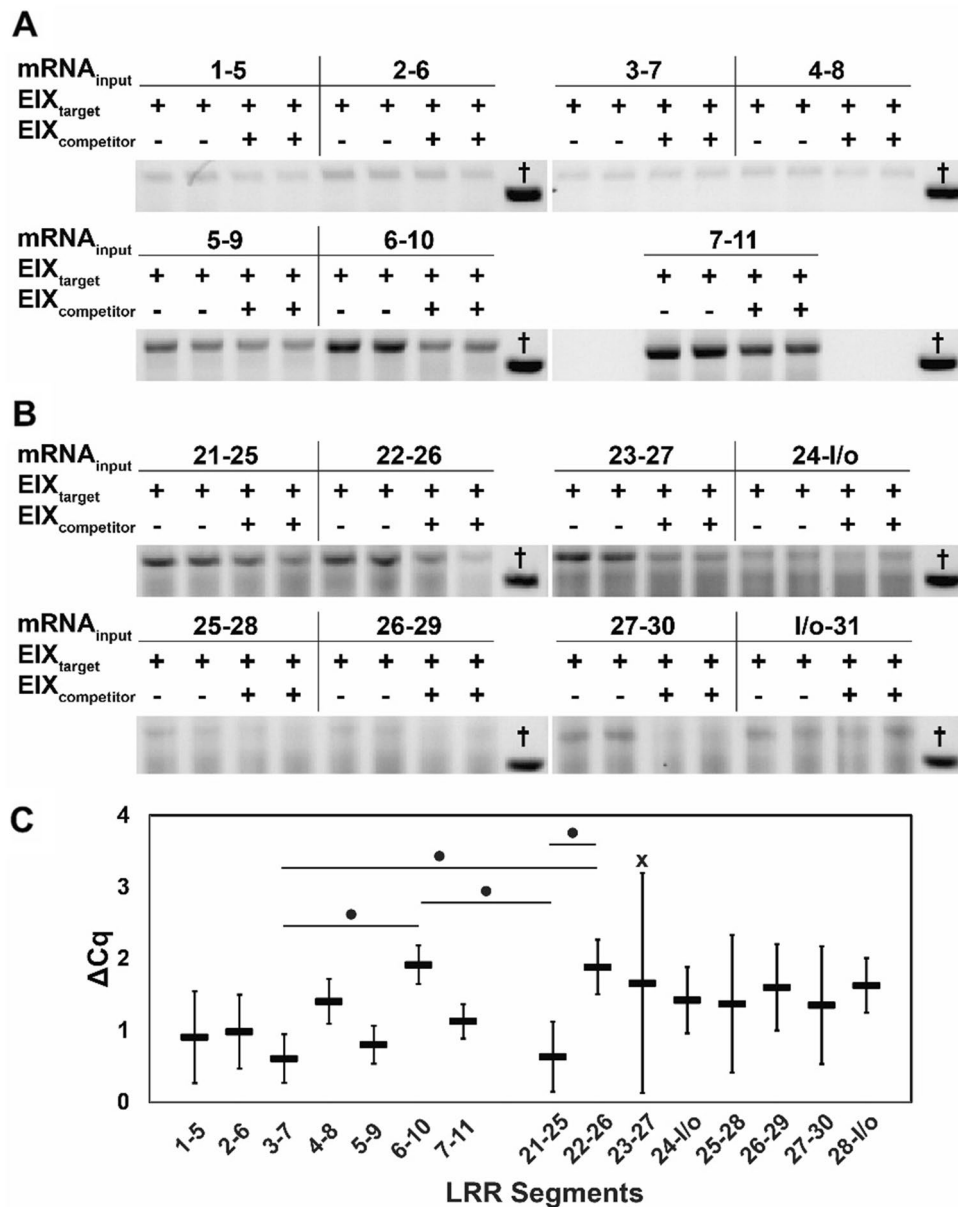 A
mRNAinput 1-5 2-6 3-7 4-8
EIXtarget + + + + + + + + + + + + + + + +
EIXcompetitor - - + + - - + + - - + + - - + +
† †
mRNAinput 5-9 6-10 7-11
EIXtarget + + + + + + + + + + + +
EIXcompetitor - - + + - - + + - - + +
† †
B
mRNAinput 21-25 22-26 23-27 24-I/o
EIXtarget + + + + + + + + + + + + + + + +
EIXcompetitor - - + + - - + + - - + + - - + +
† †
mRNAinput 25-28 26-29 27-30 I/o-31
EIXtarget + + + + + + + + + + + + + + + +
EIXcompetitor - - + + - - + + - - + + - - + +
† †
C
4
x
3
2
1
0
ΔCq
1-5 2-6 3-7 4-8 5-9 6-10 7-11 21-25 22-26 23-27 24-I/o 25-28 26-29 27-30 28-I/o
LRR Segments